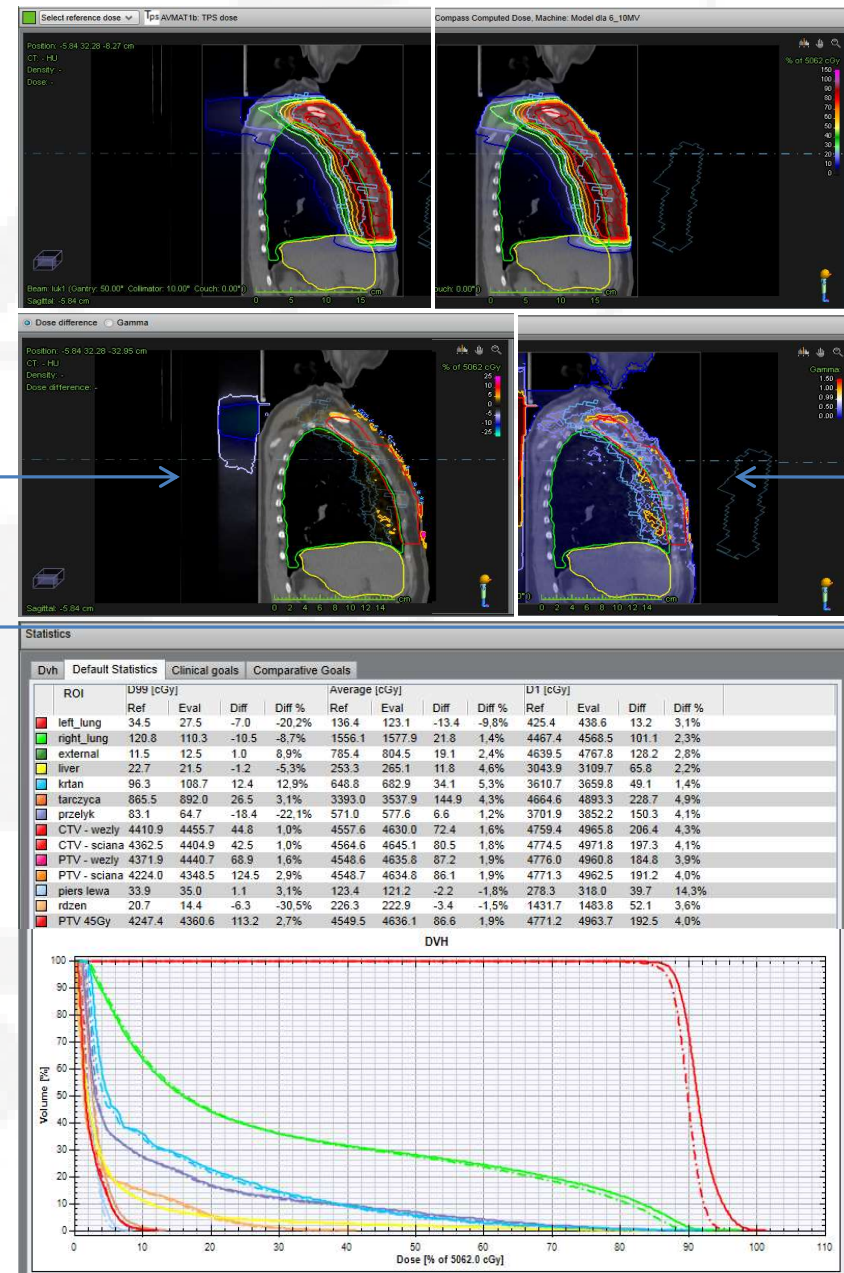 Select reference dose TPS AVMAT1b: TPS dose
Compass Computed Dose, Machine: Model dla 6_10MV
Position: -5.84 32.28 -8.27 cm
CT: - HU
Density: -
Dose: -
% of 5062 cGy
150
100
90
80
70
60
50
40
30
20
10
0
Beam: luk1 (Gantry: 50.00° Collimator: 10.00° Couch: 0.00°)
Sagittal: -5.84 cm
0 5 10 15
ouch: 0.00°)
0 5 10 15
Dose difference Gamma
Position: -5.84 32.28 -32.95 cm
CT: - HU
Density: -
Dose difference: -
% of 5062 cGy
25
10
5
0
-5
-10
-25
Sagittal: -5.84 cm
0 2 4 6 8 10 12 14 cm
Gamma
1.50
1.00
0.99
0.50
0.00
0 2 4 6 8 10 12 14 cm
Statistics
Dvh Default Statistics Clinical goals Comparative Goals
ROI D99 [cGy] Average [cGy] D1 [cGy]
Ref Eval Diff Diff % Ref Eval Diff Diff % Ref Eval Diff Diff %
left_lung 34.5 27.5 -7.0 -20,2% 136.4 123.1 -13.4 -9,8% 425.4 438.6 13.2 3,1%
right_lung 120.8 110.3 -10.5 -8,7% 1556.1 1577.9 21.8 1,4% 4467.4 4568.5 101.1 2,3%
external 11.5 12.5 1.0 8,9% 785.4 804.5 19.1 2,4% 4639.5 4767.8 128.2 2,8%
liver 22.7 21.5 -1.2 -5,3% 253.3 265.1 11.8 4,6% 3043.9 3109.7 65.8 2,2%
krtan 96.3 108.7 12.4 12,9% 648.8 682.9 34.1 5,3% 3610.7 3659.8 49.1 1,4%
tarczyca 865.5 892.0 26.5 3,1% 3393.0 3537.9 144.9 4,3% 4664.6 4893.3 228.7 4,9%
przelyk 83.1 64.7 -18.4 -22,1% 571.0 577.6 6.6 1,2% 3701.9 3852.2 150.3 4,1%
CTV - wezly 4410.9 4455.7 44.8 1,0% 4557.6 4630.0 72.4 1,6% 4759.4 4965.8 206.4 4,3%
CTV - sciana 4362.5 4404.9 42.5 1,0% 4564.6 4645.1 80.5 1,8% 4774.5 4971.8 197.3 4,1%
PTV - wezly 4371.9 4440.7 68.9 1,6% 4548.6 4635.8 87.2 1,9% 4776.0 4960.8 184.8 3,9%
PTV - sciana 4224.0 4348.5 124.5 2,9% 4548.7 4634.8 86.1 1,9% 4771.3 4962.5 191.2 4,0%
piers lewa 33.9 35.0 1.1 3,1% 123.4 121.2 -2.2 -1,8% 278.3 318.0 39.7 14,3%
rdzen 20.7 14.4 -6.3 -30,5% 226.3 222.9 -3.4 -1,5% 1431.7 1483.8 52.1 3,6%
PTV 45Gy 4247.4 4360.6 113.2 2,7% 4549.5 4636.1 86.6 1,9% 4771.2 4963.7 192.5 4,0%
DVH
Volume [%]
100
90
80
70
60
50
40
30
20
10
0
0 10 20 30 40 50 60 70 80 90 100 110
Dose [% of 5062.0 cGy]